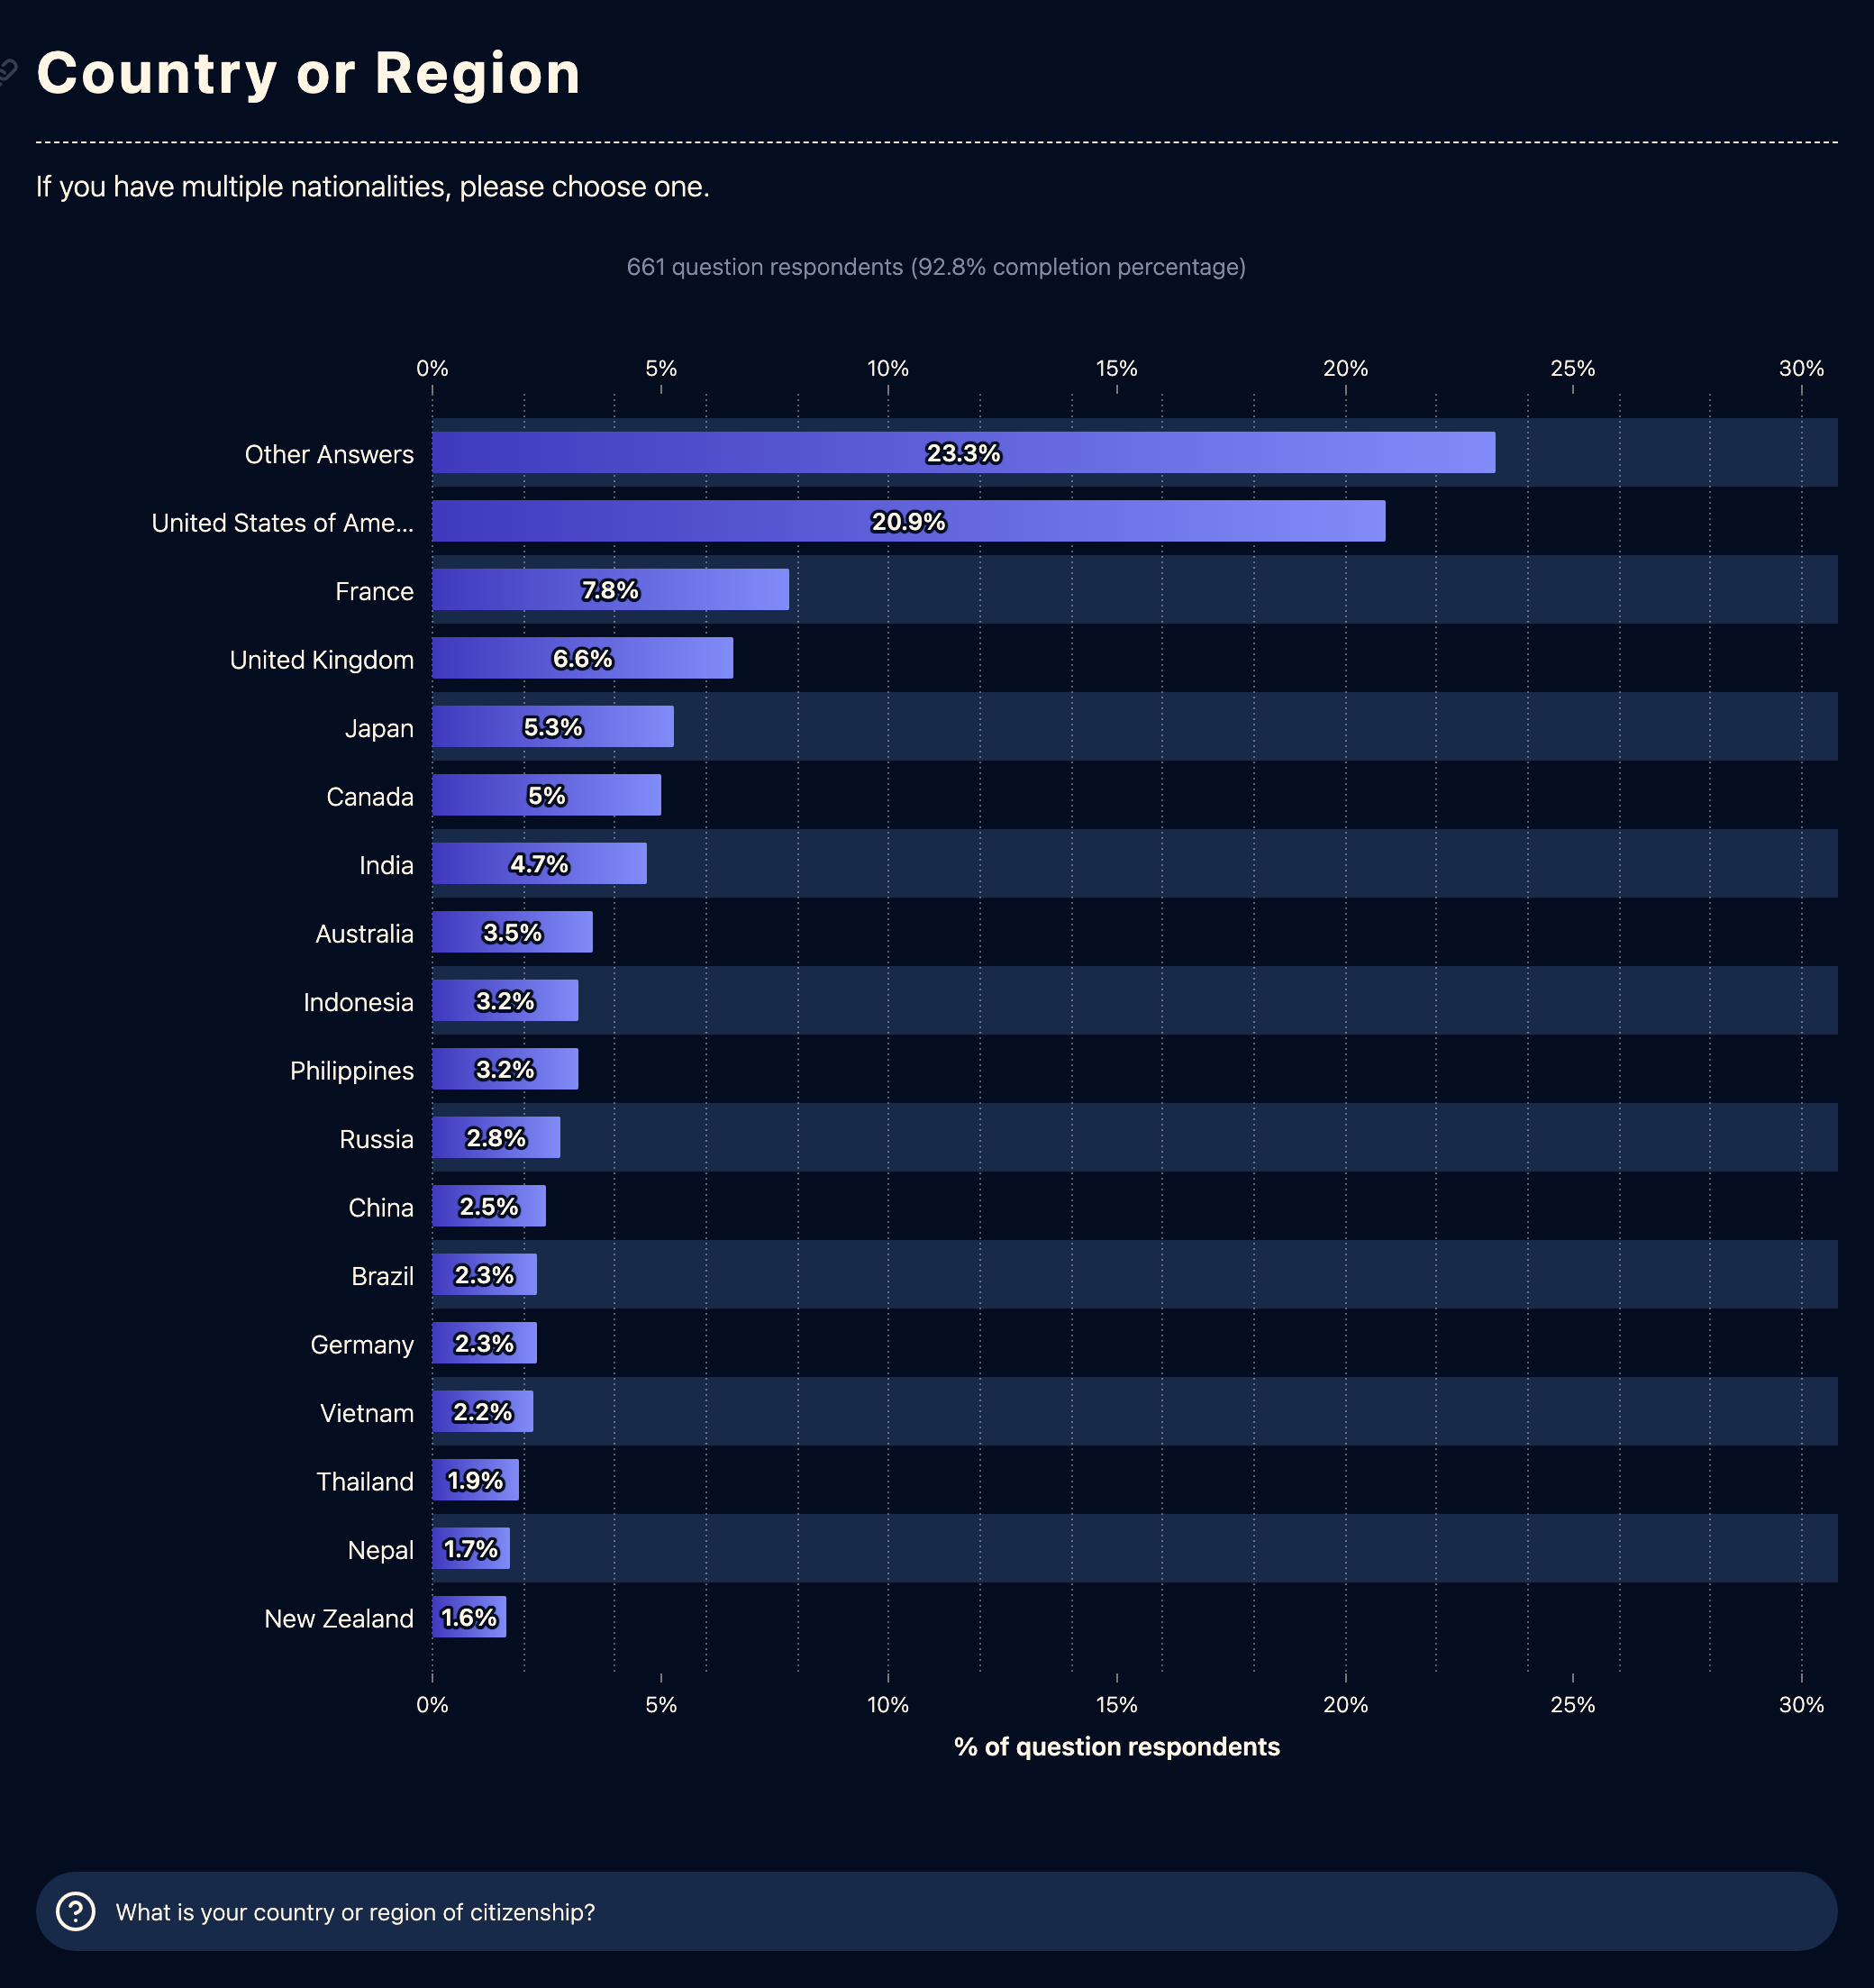 Country or Region
If you have multiple nationalities, please choose one.
661 question respondents (92.8% completion percentage)
0% 5% 10% 15% 20% 25% 30%
Other Answers 23.3%
United States of Ame... 20.9%
France 7.8%
United Kingdom 6.6%
Japan 5.3%
Canada 5%
India 4.7%
Australia 3.5%
Indonesia 3.2%
Philippines 3.2%
Russia 2.8%
China 2.5%
Brazil 2.3%
Germany 2.3%
Vietnam 2.2%
Thailand 1.9%
Nepal 1.7%
New Zealand 1.6%
0% 5% 10% 15% 20% 25% 30%
% of question respondents
? What is your country or region of citizenship?